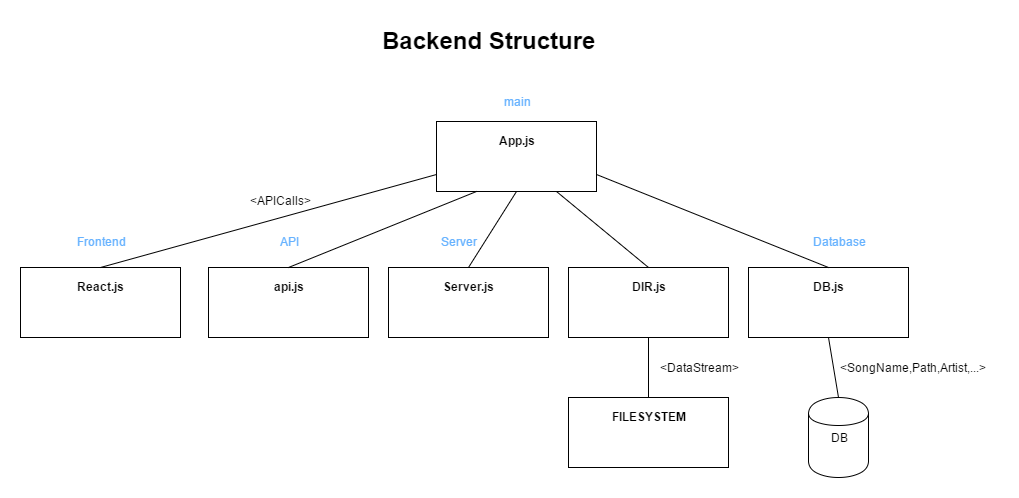 Backend Structure
main
App.js
<APICalls>
Frontend
API
Server
Database
React.js
api.js
Server.js
DIR.js
DB.js
<DataStream>
<SongName,Path,Artist,...>
FILESYSTEM
DB